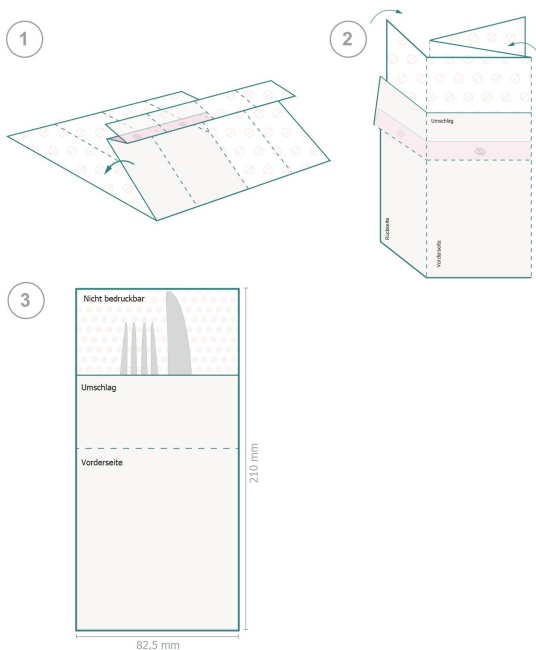 1
2
Umschlag
Rückseite
Vorderseite
3
Nicht bedruckbar
Umschlag
Vorderseite
210 mm
82,5 mm